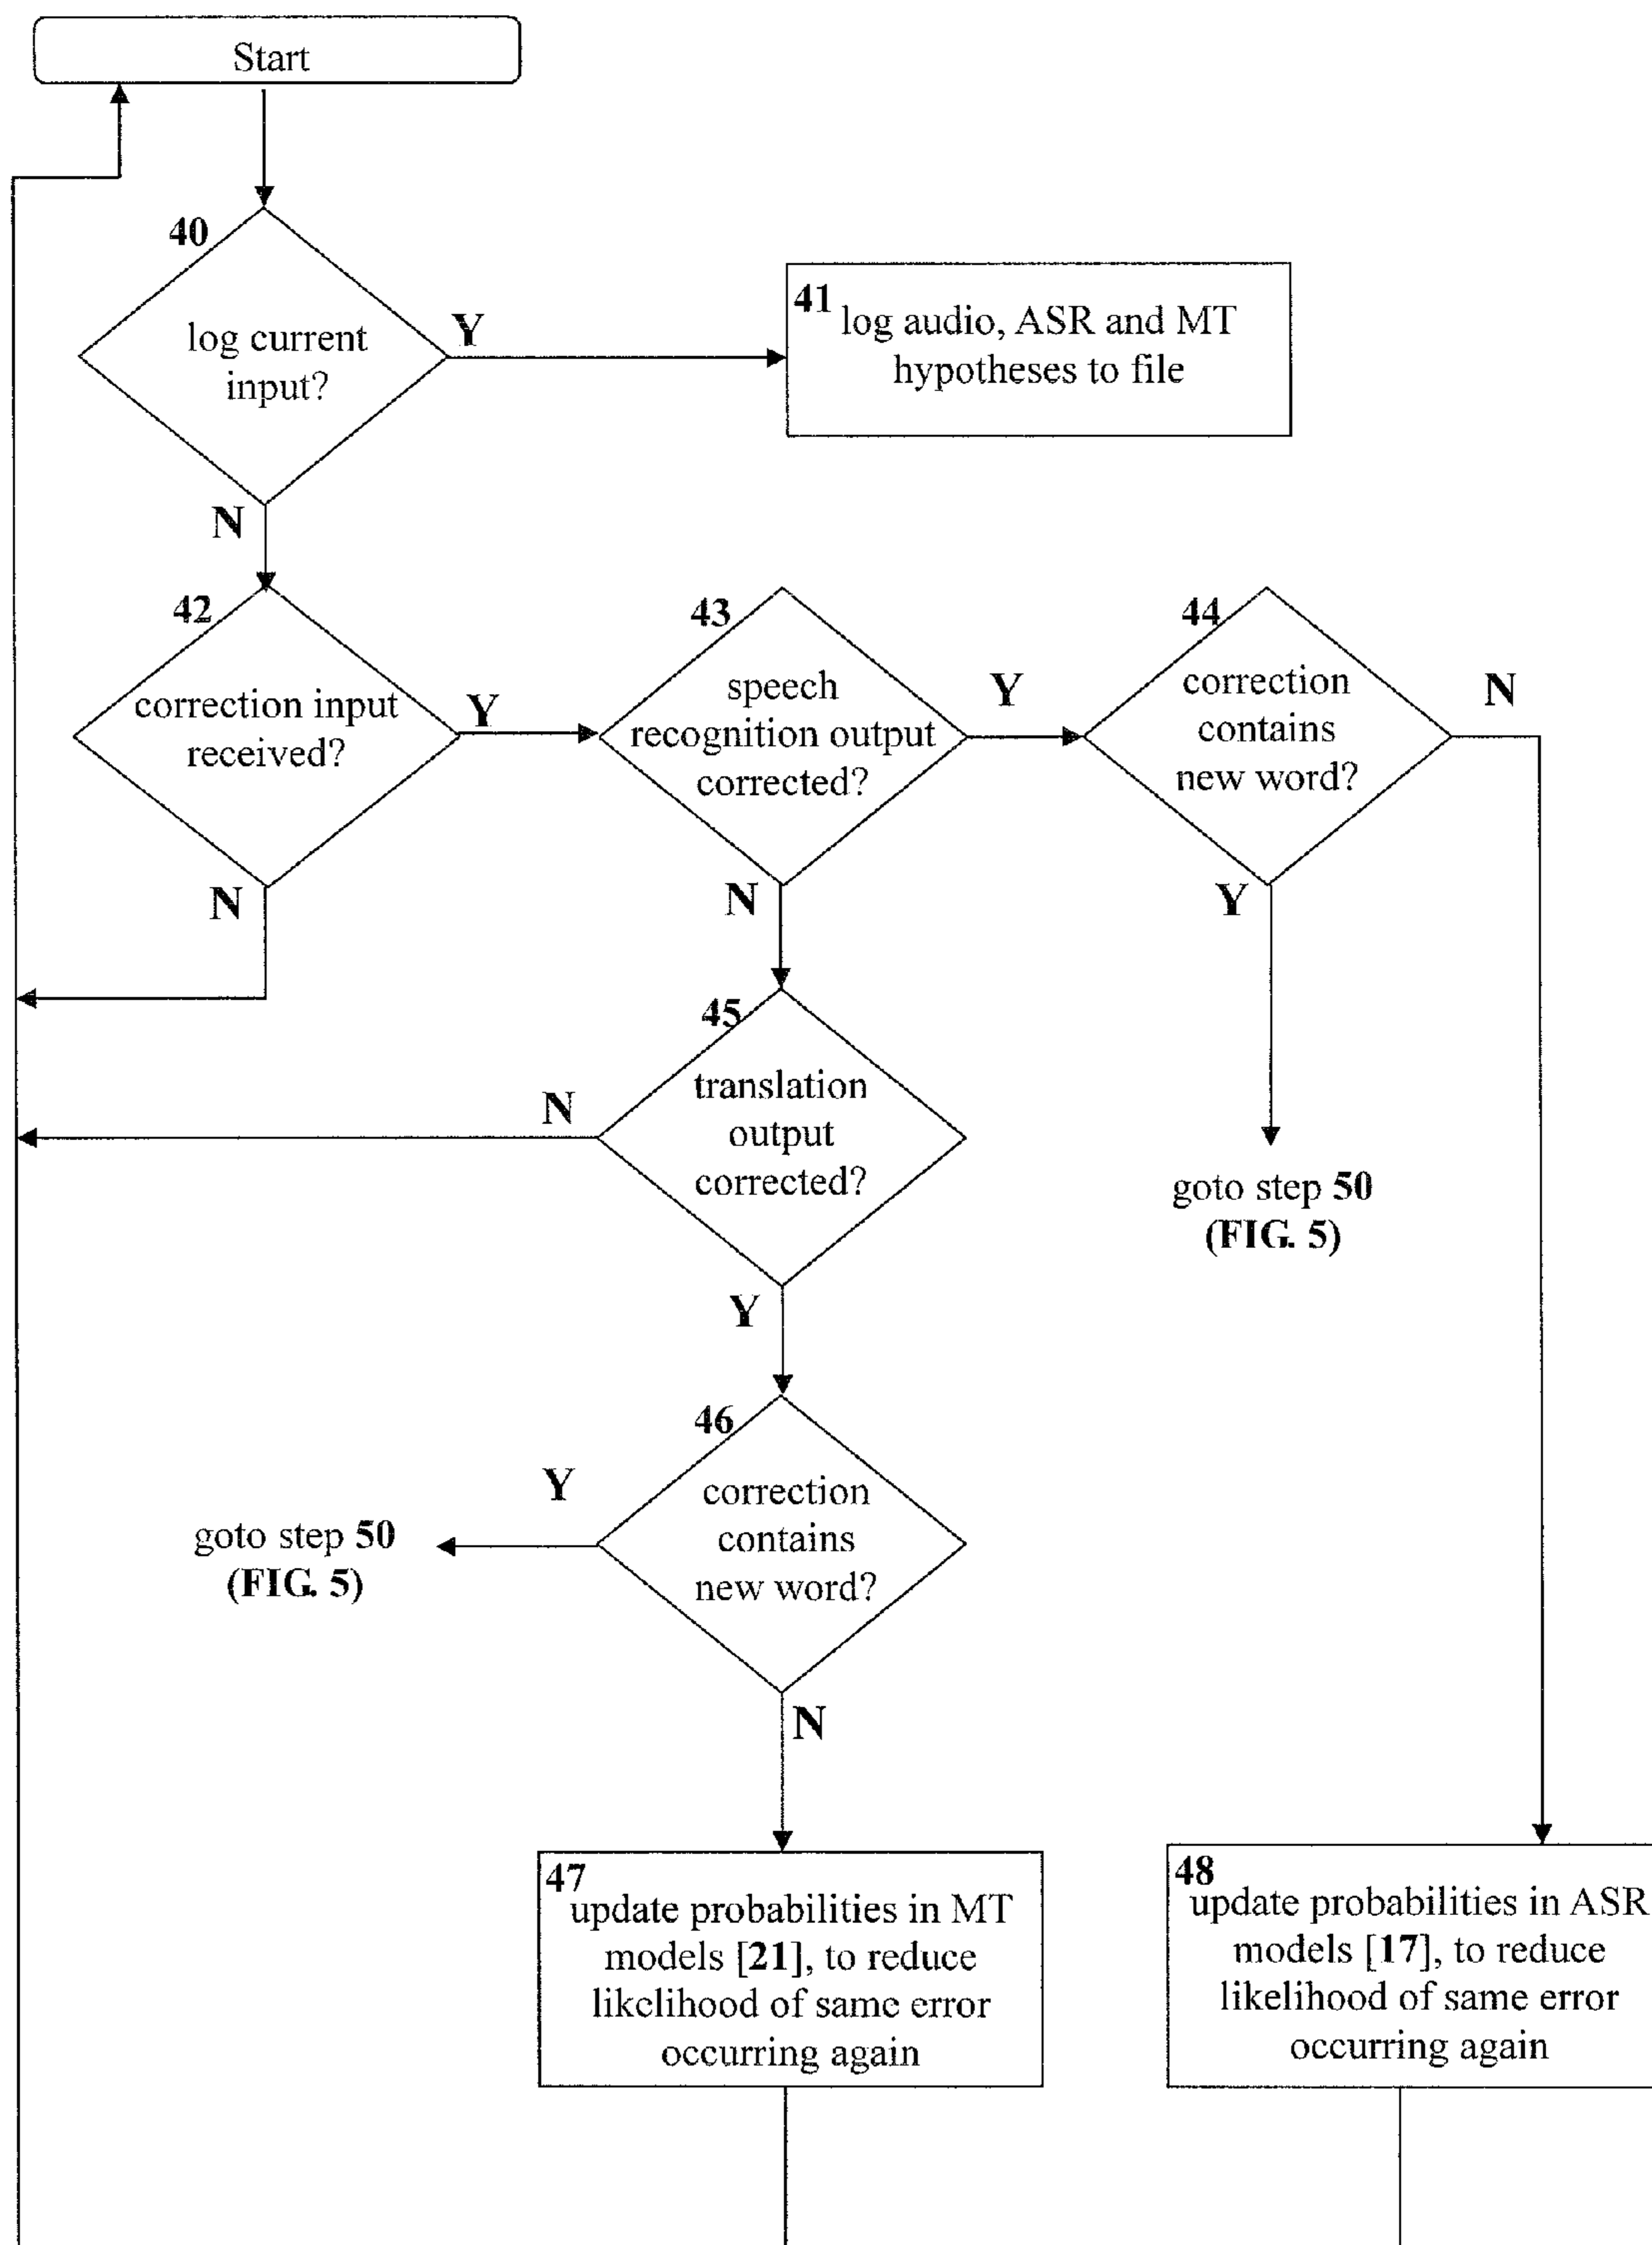 Start
40
log current
input?
Y
41
log audio, ASR and MT
hypotheses to file
N
42
correction input
received?
Y
43
speech
recognition output
corrected?
Y
44
correction
contains
new word?
N
N
N
Y
45
translation
output
corrected?
N
goto step 50
(FIG. 5)
Y
46
correction
contains
new word?
Y
goto step 50
(FIG. 5)
N
47
update probabilities in MT
models [21], to reduce
likelihood of same error
occurring again
48
update probabilities in ASR
models [17], to reduce
likelihood of same error
occurring again